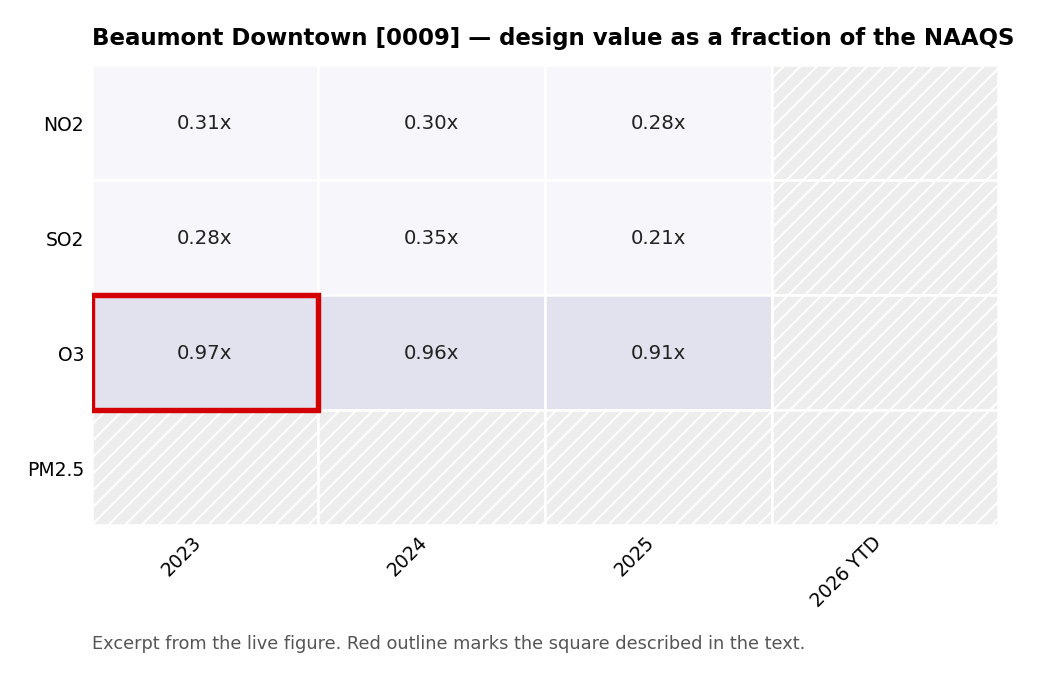 Beaumont Downtown [0009] — design value as a fraction of the NAAQS
NO2 0.31x 0.30x 0.28x
SO2 0.28x 0.35x 0.21x
O3 0.97x 0.96x 0.91x
PM2.5
2023 2024 2025 2026 YTD
Excerpt from the live figure. Red outline marks the square described in the text.